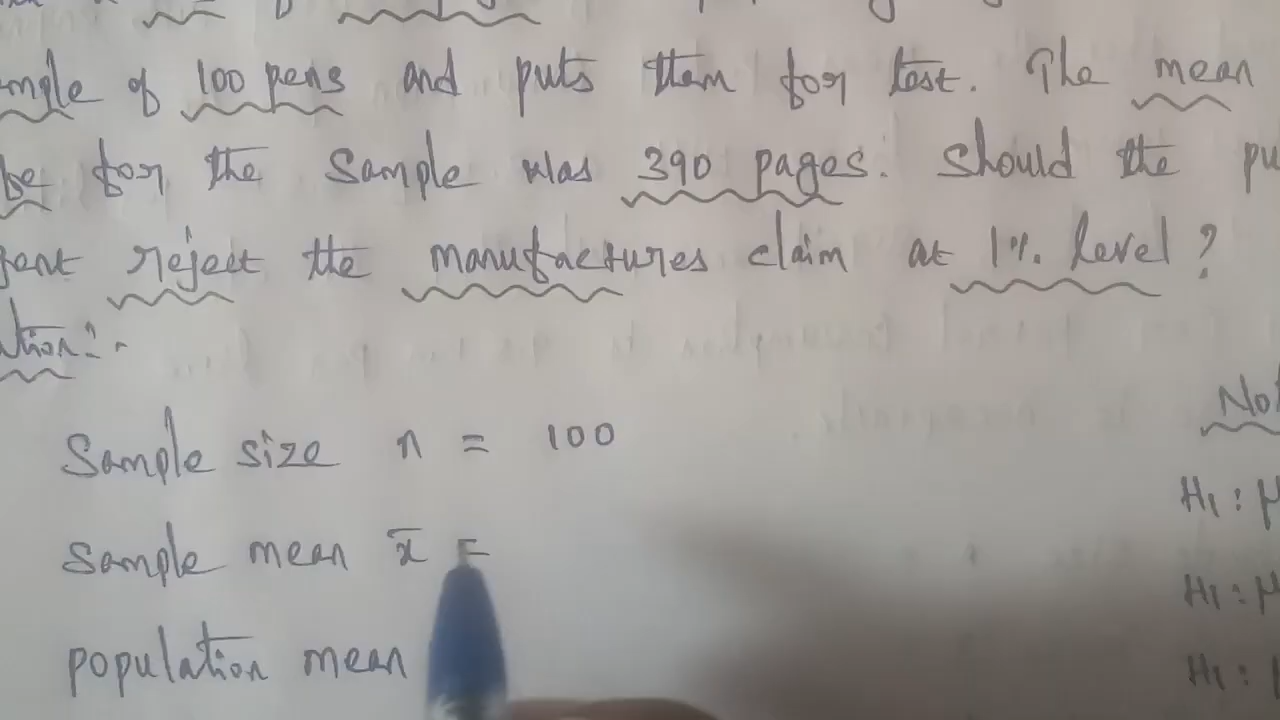 of 100 pens and puts them for test. The mean
for the sample was 390 pages. Should the
reject the manufactures claim at 1% level?
Sample size n = 100
Sample mean x̄ =
population mean
H₁ : μ
H₁ : μ
H₁ :